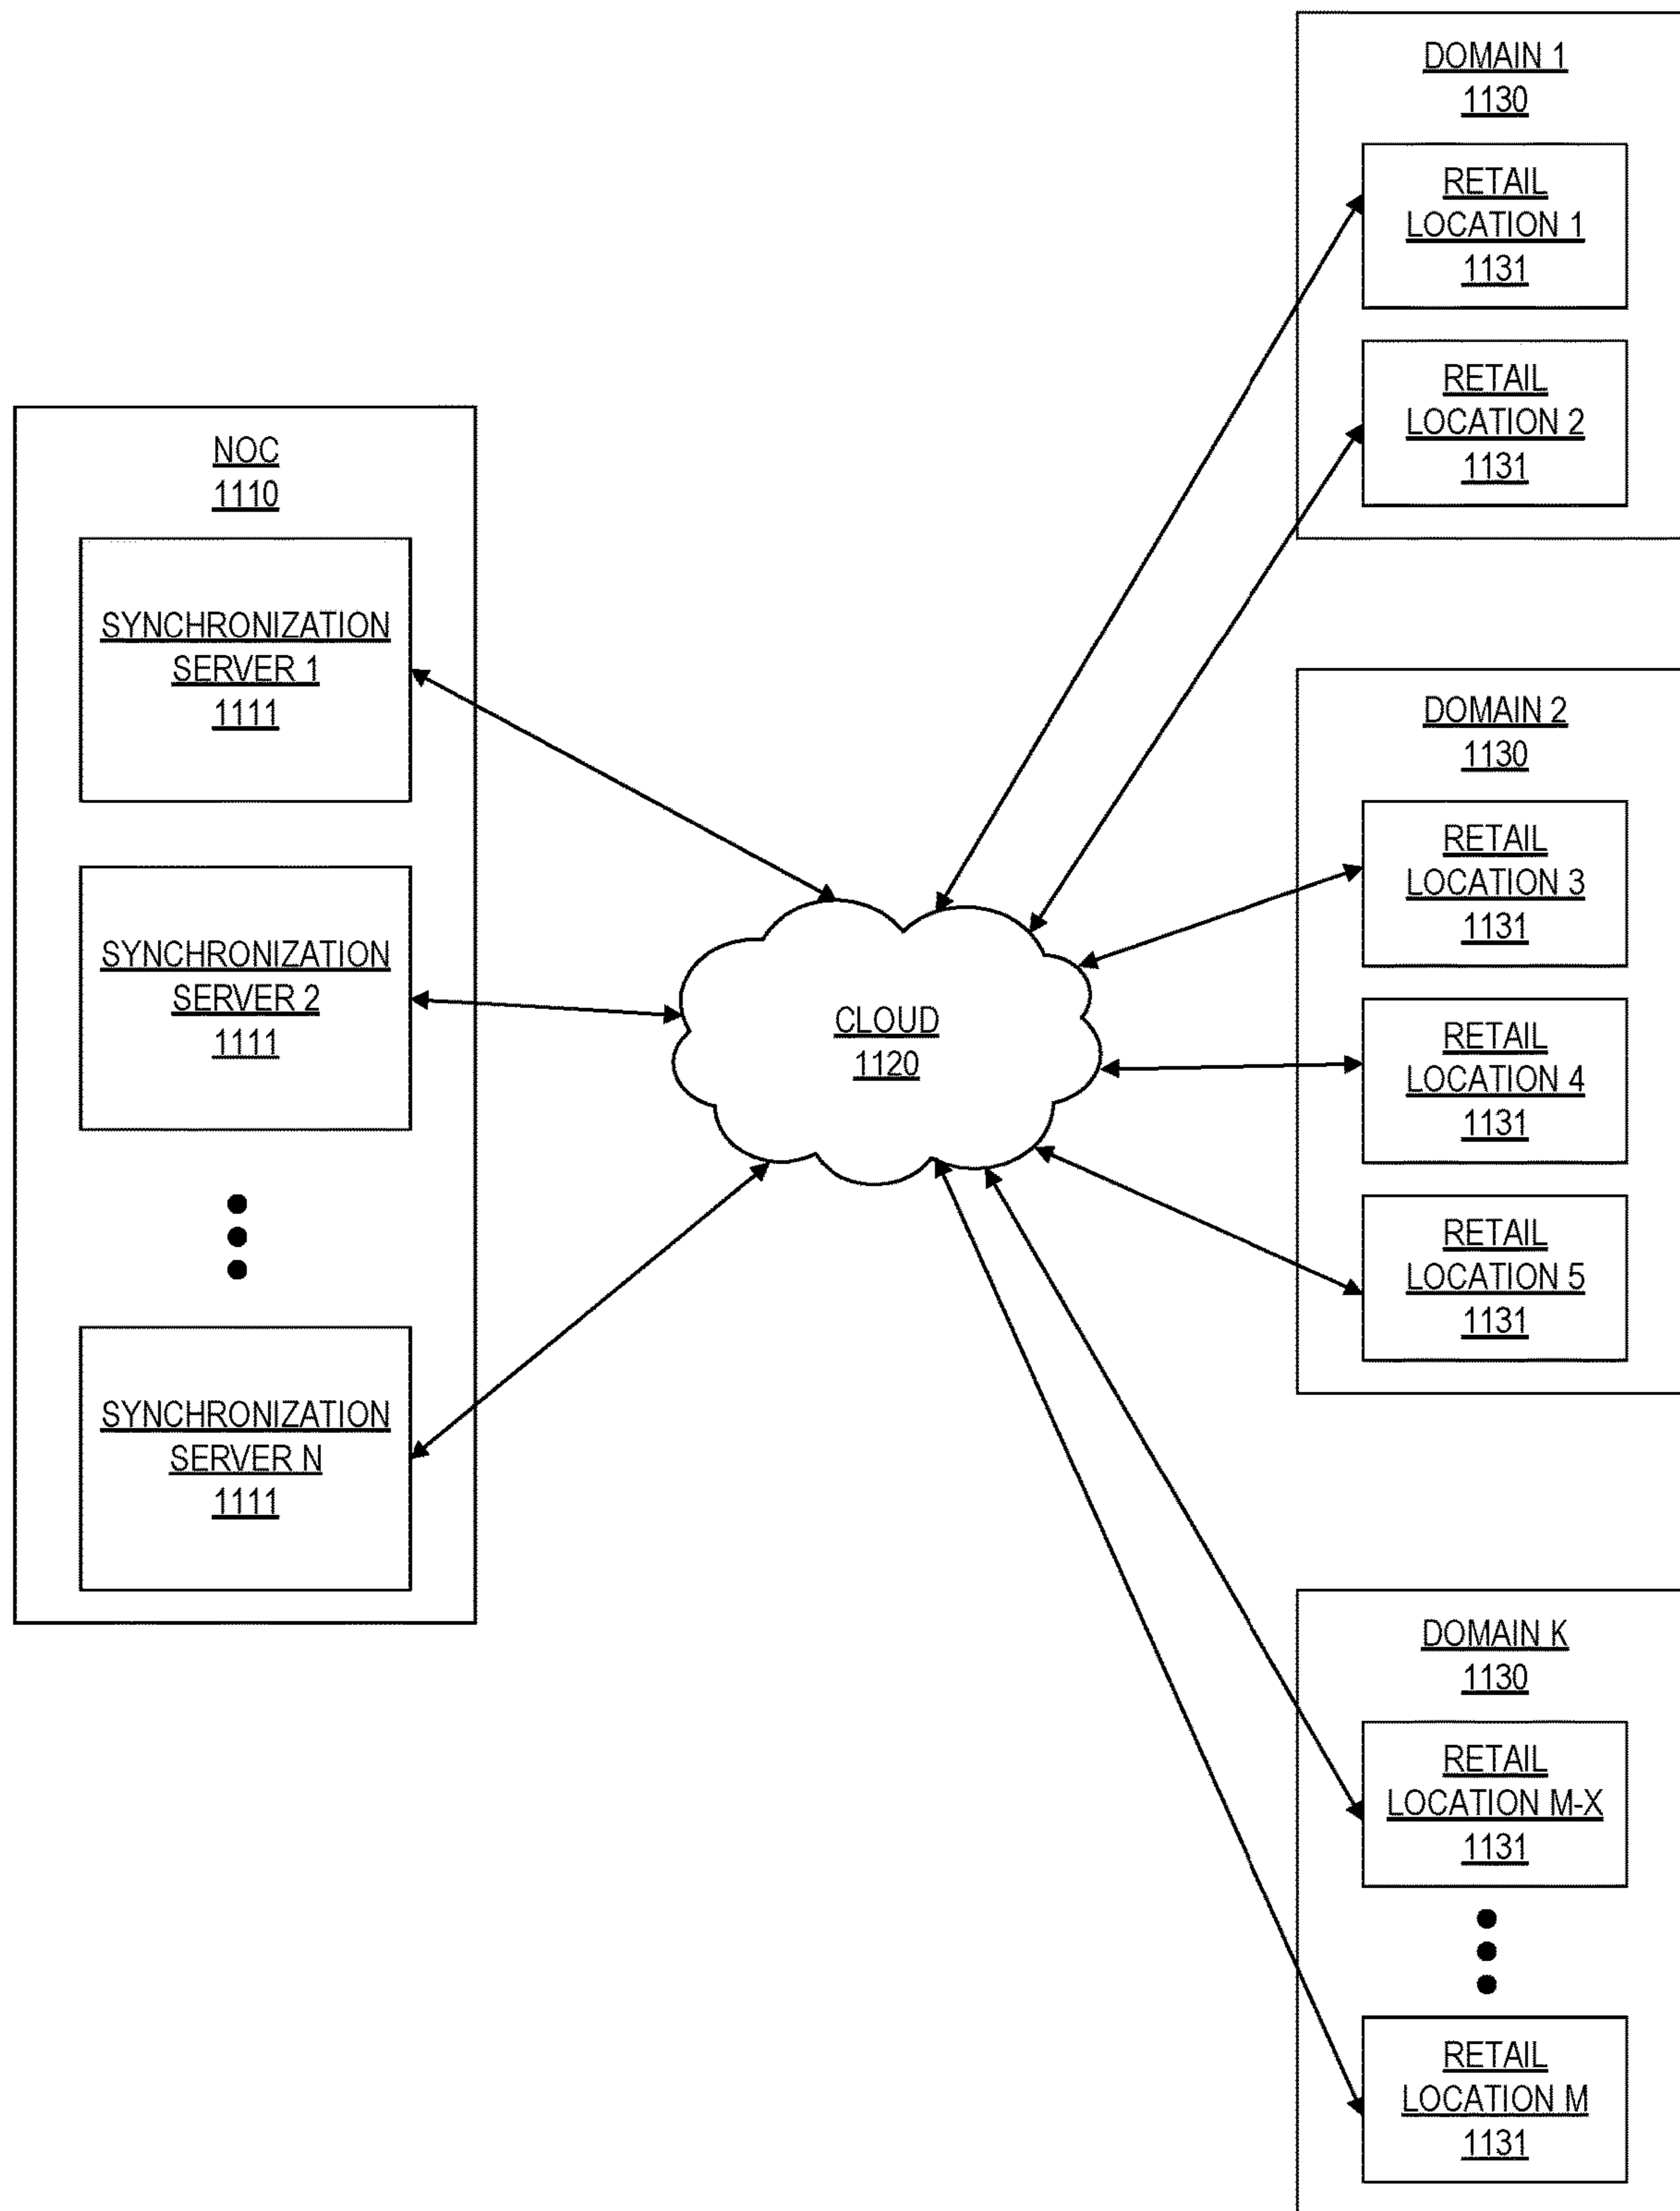 NOC
1110
SYNCHRONIZATION
SERVER 1
1111
SYNCHRONIZATION
SERVER 2
1111
SYNCHRONIZATION
SERVER N
1111
CLOUD
1120
DOMAIN 1
1130
RETAIL
LOCATION 1
1131
RETAIL
LOCATION 2
1131
DOMAIN 2
1130
RETAIL
LOCATION 3
1131
RETAIL
LOCATION 4
1131
RETAIL
LOCATION 5
1131
DOMAIN K
1130
RETAIL
LOCATION M-X
1131
RETAIL
LOCATION M
1131